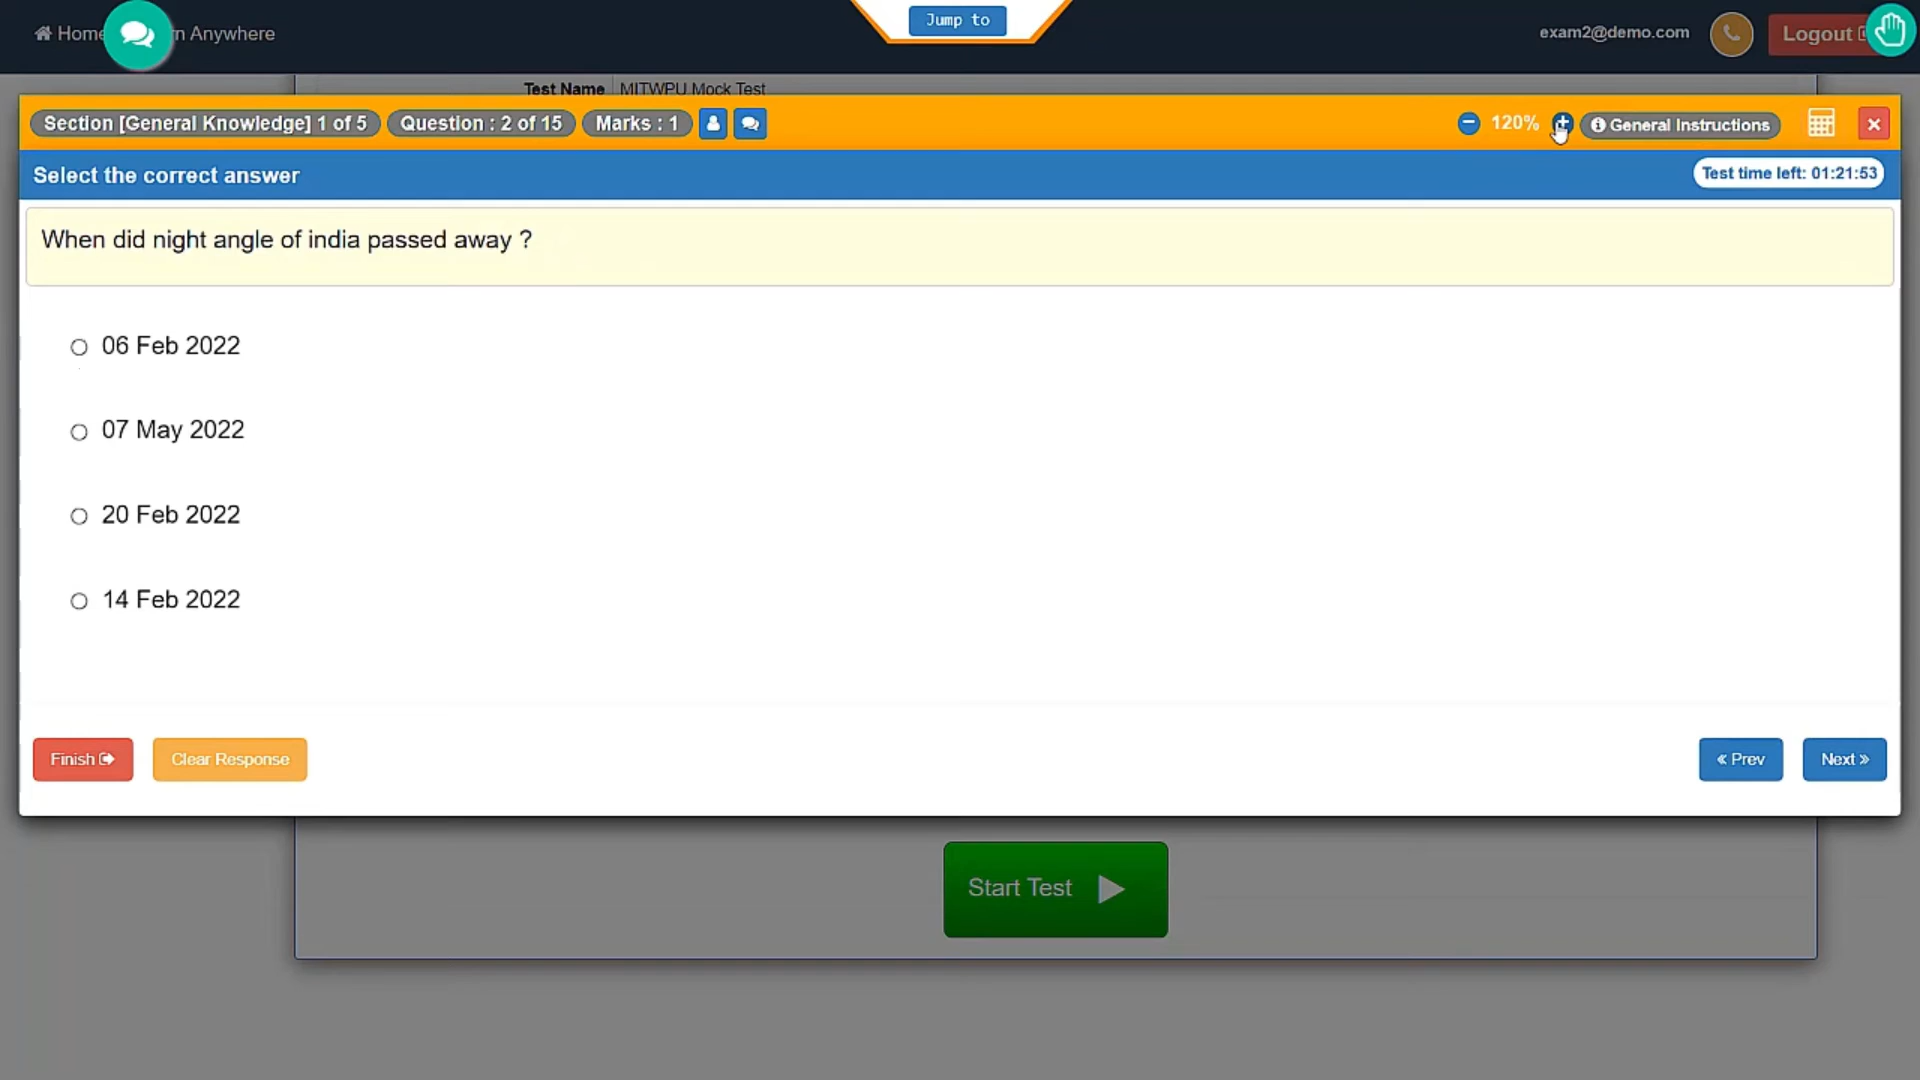 Jump to
Home
n Anywhere
exam2@demo.com
Logout
Test Name MITWPU Mock Test
Section [General Knowledge] 1 of 5 Question : 2 of 15 Marks : 1 120% General Instructions
Select the correct answer Test time left: 01:21:53
When did night angle of india passed away ?
06 Feb 2022
07 May 2022
20 Feb 2022
14 Feb 2022
Finish Clear Response « Prev Next »
Start Test